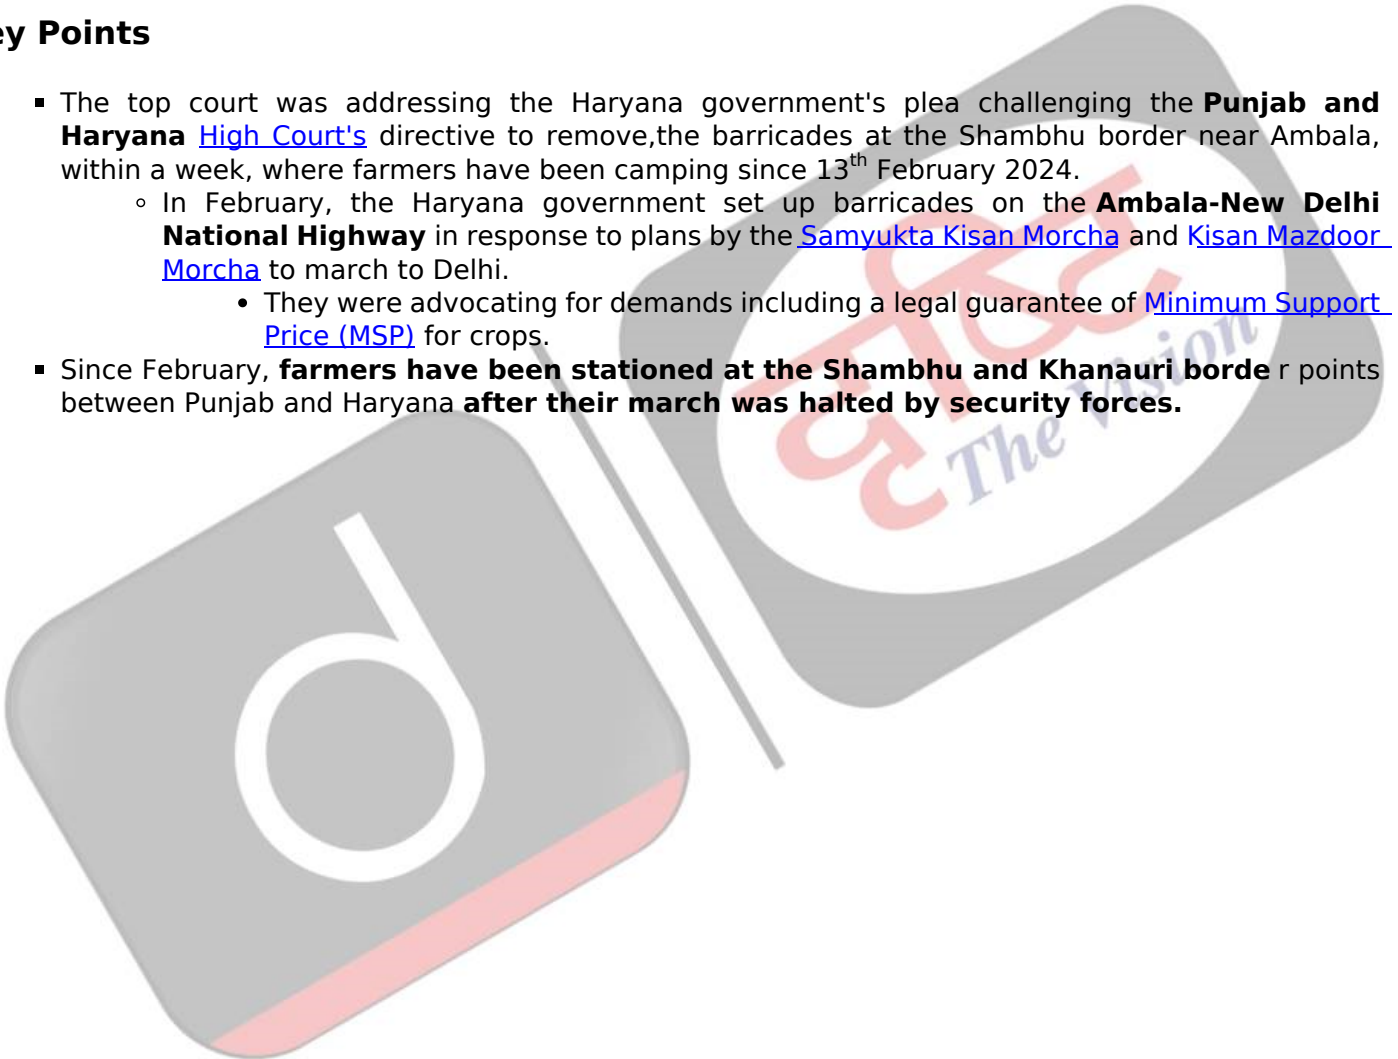 ey Points
▪ The top court was addressing the Haryana government's plea challenging the Punjab and
Haryana High Court's directive to remove,the barricades at the Shambhu border near Ambala,
within a week, where farmers have been camping since 13th February 2024.
◦ In February, the Haryana government set up barricades on the Ambala-New Delhi
National Highway in response to plans by the Samyukta Kisan Morcha and Kisan Mazdoor
Morcha to march to Delhi.
• They were advocating for demands including a legal guarantee of Minimum Support
Price (MSP) for crops.
▪ Since February, farmers have been stationed at the Shambhu and Khanauri borde r points
between Punjab and Haryana after their march was halted by security forces.
दृष्टि
The Vision
d